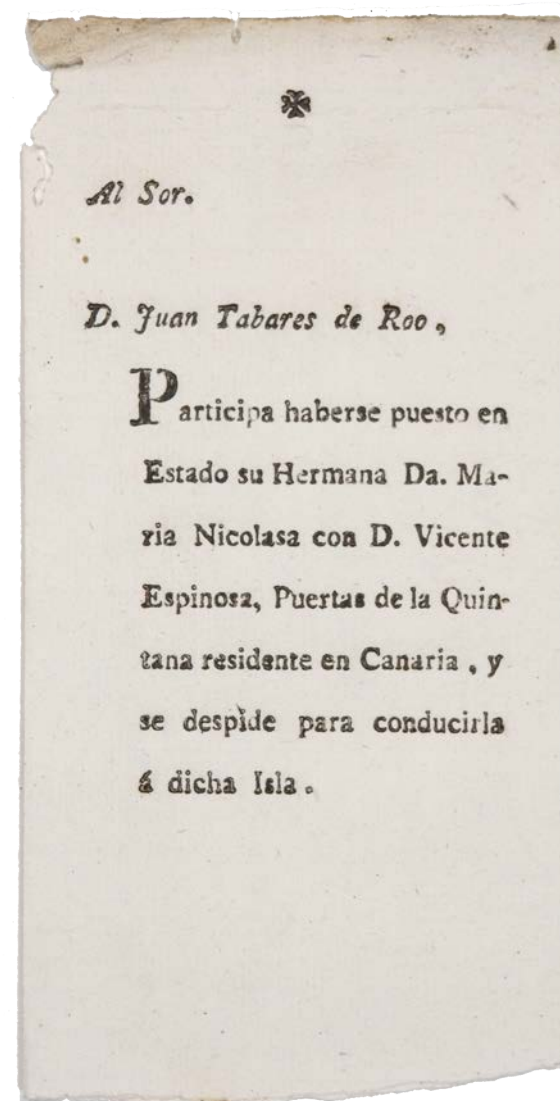 ✠
Al Sor.
D. Juan Tabares de Roo,
Participa haberse puesto en
Estado su Hermana Da. Ma-
ria Nicolasa con D. Vicente
Espinosa, Puertas de la Quin-
tana residente en Canaria, y
se despide para conducirla
á dicha Isla.